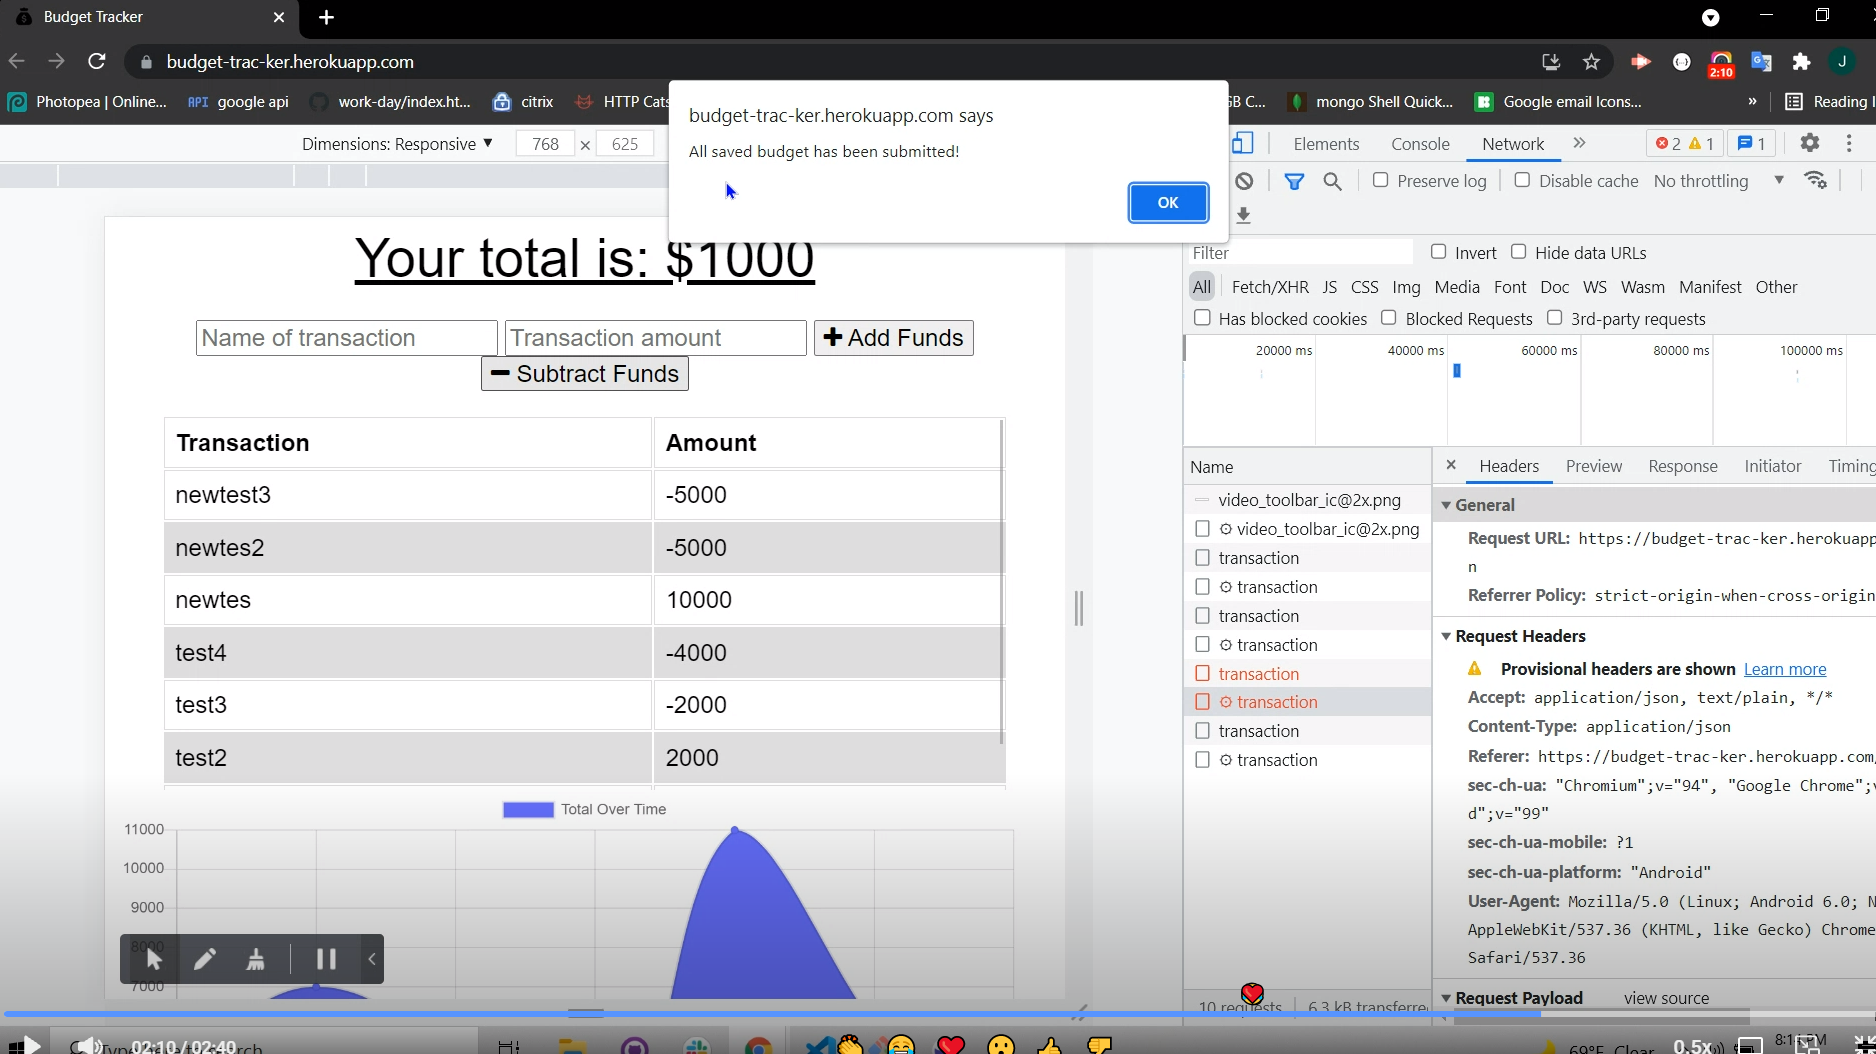 Budget Tracker
budget-trac-ker.herokuapp.com
2:10
J
Photopea | Online...
API google api
work-day/index.ht...
citrix
HTTP Cats
GB C...
mongo Shell Quick...
Google email Icons...
»
Reading
budget-trac-ker.herokuapp.com says
All saved budget has been submitted!
OK
Dimensions: Responsive ▼ 768 × 625
Elements Console Network » 2 1 1
Preserve log Disable cache No throttling ▼
Filter Invert Hide data URLs
All Fetch/XHR JS CSS Img Media Font Doc WS Wasm Manifest Other
Has blocked cookies Blocked Requests 3rd-party requests
20000 ms 40000 ms 60000 ms 80000 ms 100000 ms
Your total is: $1000
Name of transaction Transaction amount Add Funds
Subtract Funds
Transaction Amount
newtest3 -5000
newtes2 -5000
newtes 10000
test4 -4000
test3 -2000
test2 2000
Total Over Time
11000
10000
9000
8000
7000
Name
video_toolbar_ic@2x.png
video_toolbar_ic@2x.png
transaction
transaction
transaction
transaction
transaction
transaction
transaction
transaction
10 requests 6.3 kB transferre
× Headers Preview Response Initiator Timing
General
Request URL: https://budget-trac-ker.herokuapp
n
Referrer Policy: strict-origin-when-cross-origin
Request Headers
Provisional headers are shown Learn more
Accept: application/json, text/plain, */*
Content-Type: application/json
Referer: https://budget-trac-ker.herokuapp.com
sec-ch-ua: "Chromium";v="94", "Google Chrome";v
d";v="99"
sec-ch-ua-mobile: ?1
sec-ch-ua-platform: "Android"
User-Agent: Mozilla/5.0 (Linux; Android 6.0; N
AppleWebKit/537.36 (KHTML, like Gecko) Chrome
Safari/537.36
Request Payload view source
02:10 / 02:40
69°F Clear
0.5x